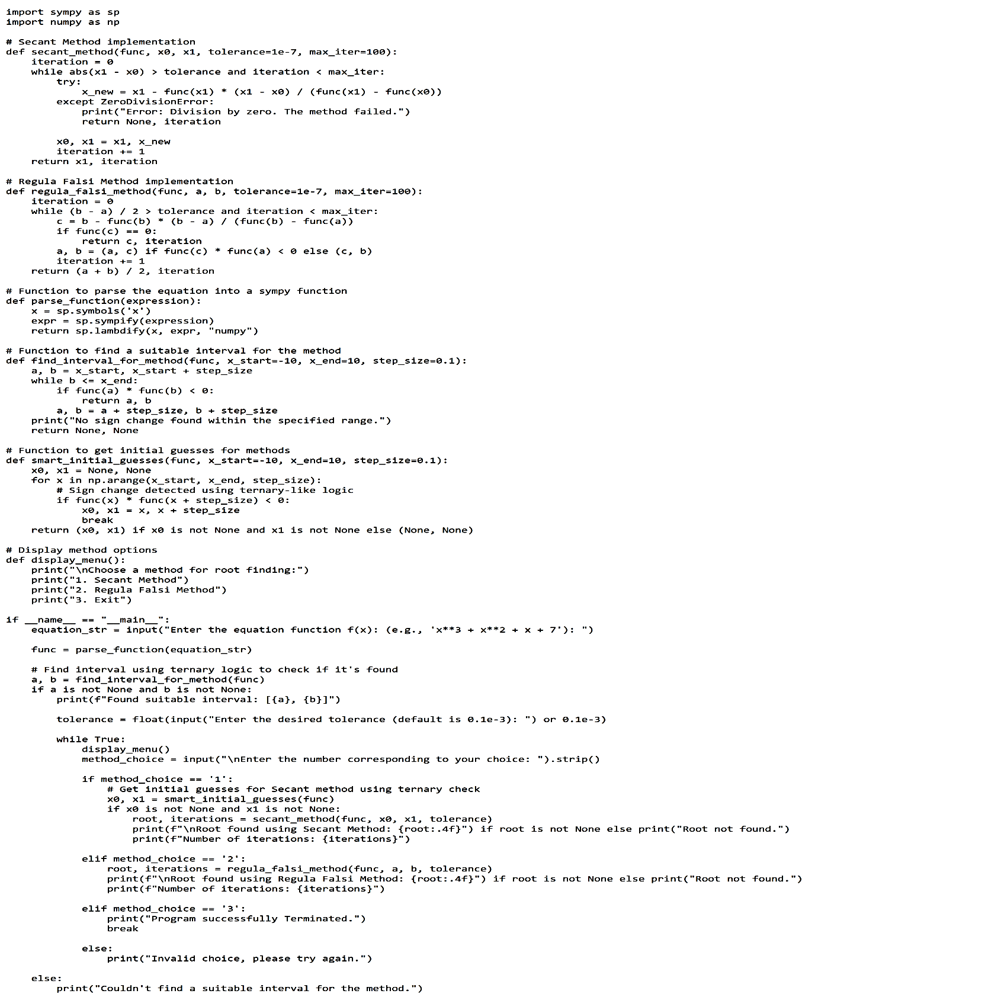 import sympy as sp
import numpy as np

# Secant Method implementation
def secant_method(func, x0, x1, tolerance=1e-7, max_iter=100):
    iteration = 0
    while abs(x1 - x0) > tolerance and iteration < max_iter:
        try:
            x_new = x1 - func(x1) * (x1 - x0) / (func(x1) - func(x0))
        except ZeroDivisionError:
            print("Error: Division by zero. The method failed.")
            return None, iteration

        x0, x1 = x1, x_new
        iteration += 1
    return x1, iteration

# Regula Falsi Method implementation
def regula_falsi_method(func, a, b, tolerance=1e-7, max_iter=100):
    iteration = 0
    while (b - a) / 2 > tolerance and iteration < max_iter:
        c = b - func(b) * (b - a) / (func(b) - func(a))
        if func(c) == 0:
            return c, iteration
        a, b = (a, c) if func(c) * func(a) < 0 else (c, b)
        iteration += 1
    return (a + b) / 2, iteration

# Function to parse the equation into a sympy function
def parse_function(expression):
    x = sp.symbols('x')
    expr = sp.sympify(expression)
    return sp.lambdify(x, expr, "numpy")

# Function to find a suitable interval for the method
def find_interval_for_method(func, x_start=-10, x_end=10, step_size=0.1):
    a, b = x_start, x_start + step_size
    while b <= x_end:
        if func(a) * func(b) < 0:
            return a, b
        a, b = a + step_size, b + step_size
    print("No sign change found within the specified range.")
    return None, None

# Function to get initial guesses for methods
def smart_initial_guesses(func, x_start=-10, x_end=10, step_size=0.1):
    x0, x1 = None, None
    for x in np.arange(x_start, x_end, step_size):
        # Sign change detected using ternary-like logic
        if func(x) * func(x + step_size) < 0:
            x0, x1 = x, x + step_size
            break
    return (x0, x1) if x0 is not None and x1 is not None else (None, None)

# Display method options
def display_menu():
    print("\nChoose a method for root finding:")
    print("1. Secant Method")
    print("2. Regula Falsi Method")
    print("3. Exit")

if __name__ == "__main__":
    equation_str = input("Enter the equation function f(x): (e.g., 'x**3 + x**2 + x + 7'): ")

    func = parse_function(equation_str)

    # Find interval using ternary logic to check if it's found
    a, b = find_interval_for_method(func)
    if a is not None and b is not None:
        print(f"Found suitable interval: [{a}, {b}]")

        tolerance = float(input("Enter the desired tolerance (default is 0.1e-3): ") or 0.1e-3)

        while True:
            display_menu()
            method_choice = input("\nEnter the number corresponding to your choice: ").strip()

            if method_choice == '1':
                # Get initial guesses for Secant method using ternary check
                x0, x1 = smart_initial_guesses(func)
                if x0 is not None and x1 is not None:
                    root, iterations = secant_method(func, x0, x1, tolerance)
                    print(f"\nRoot found using Secant Method: {root:.4f}") if root is not None else print("Root not found.")
                    print(f"Number of iterations: {iterations}")

            elif method_choice == '2':
                root, iterations = regula_falsi_method(func, a, b, tolerance)
                print(f"\nRoot found using Regula Falsi Method: {root:.4f}") if root is not None else print("Root not found.")
                print(f"Number of iterations: {iterations}")

            elif method_choice == '3':
                print("Program successfully Terminated.")
                break

            else:
                print("Invalid choice, please try again.")

    else:
        print("Couldn't find a suitable interval for the method.")